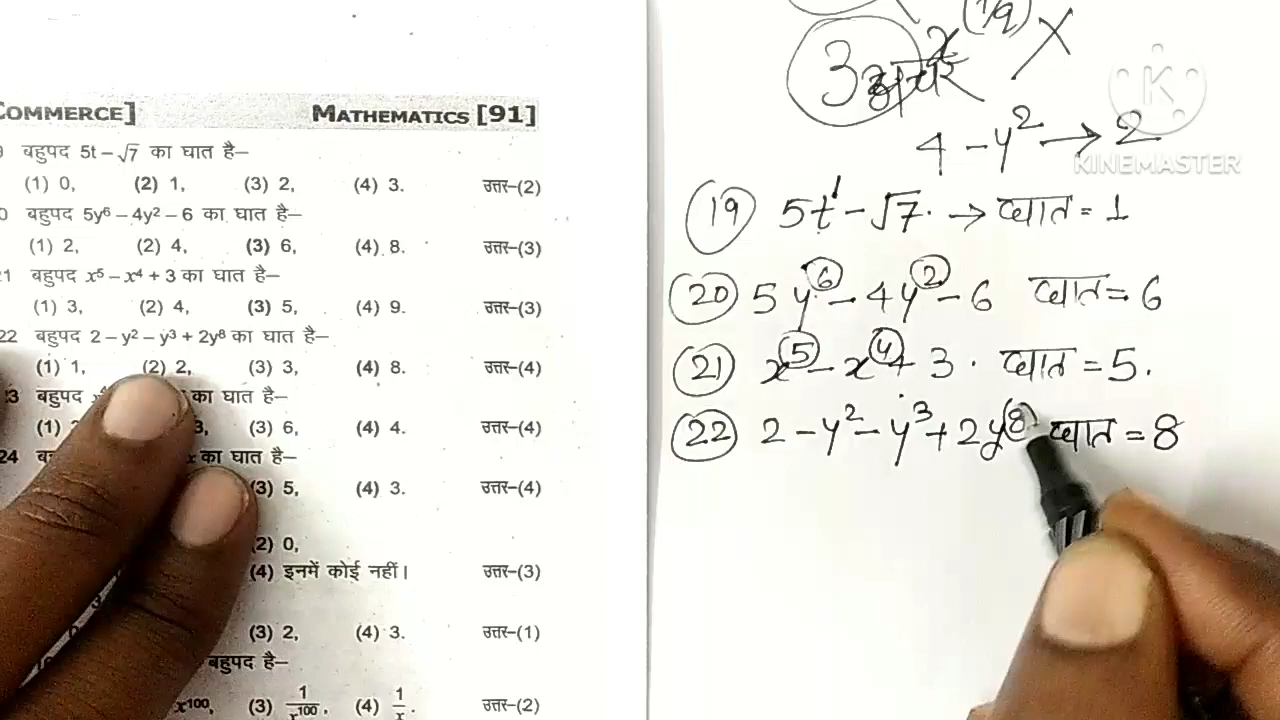 COMMERCE]
MATHEMATICS [91]
9 बहुपद 5t – √7 का घात है–
(1) 0, (2) 1, (3) 2, (4) 3. उत्तर–(2)
0 बहुपद 5y⁶ – 4y² – 6 का घात है–
(1) 2, (2) 4, (3) 6, (4) 8. उत्तर–(3)
21 बहुपद x⁵ – x⁴ + 3 का घात है–
(1) 3, (2) 4, (3) 5, (4) 9. उत्तर–(3)
22 बहुपद 2 – y² – y³ + 2y⁸ का घात है–
(1) 1, (2) 2, (3) 3, (4) 8. उत्तर–(4)
3 बहुपद का घात है–
(1) 3, (3) 6, (4) 4. उत्तर–(4)
24 का घात है–
(3) 5, (4) 3. उत्तर–(4)
(2) 0,
(4) इनमें कोई नहीं। उत्तर–(3)
(3) 2, (4) 3. उत्तर–(1)
बहुपद है–
x¹⁰⁰, (3) 1/x¹⁰⁰, (4) 1/x. उत्तर–(2)
3
4 – y² → 2
K
KINEMASTER
(19) 5t¹ – √7. → घात = 1
(20) 5y⁶ – 4y² – 6 घात = 6
(21) x⁵ – x⁴ + 3. घात = 5.
(22) 2 – y² – y³ + 2y⁸ घात = 8